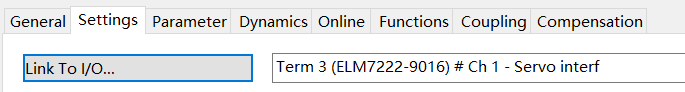 General Settings Parameter Dynamics Online Functions Coupling Compensation
Link To I/O... Term 3 (ELM7222-9016) # Ch 1 - Servo interf